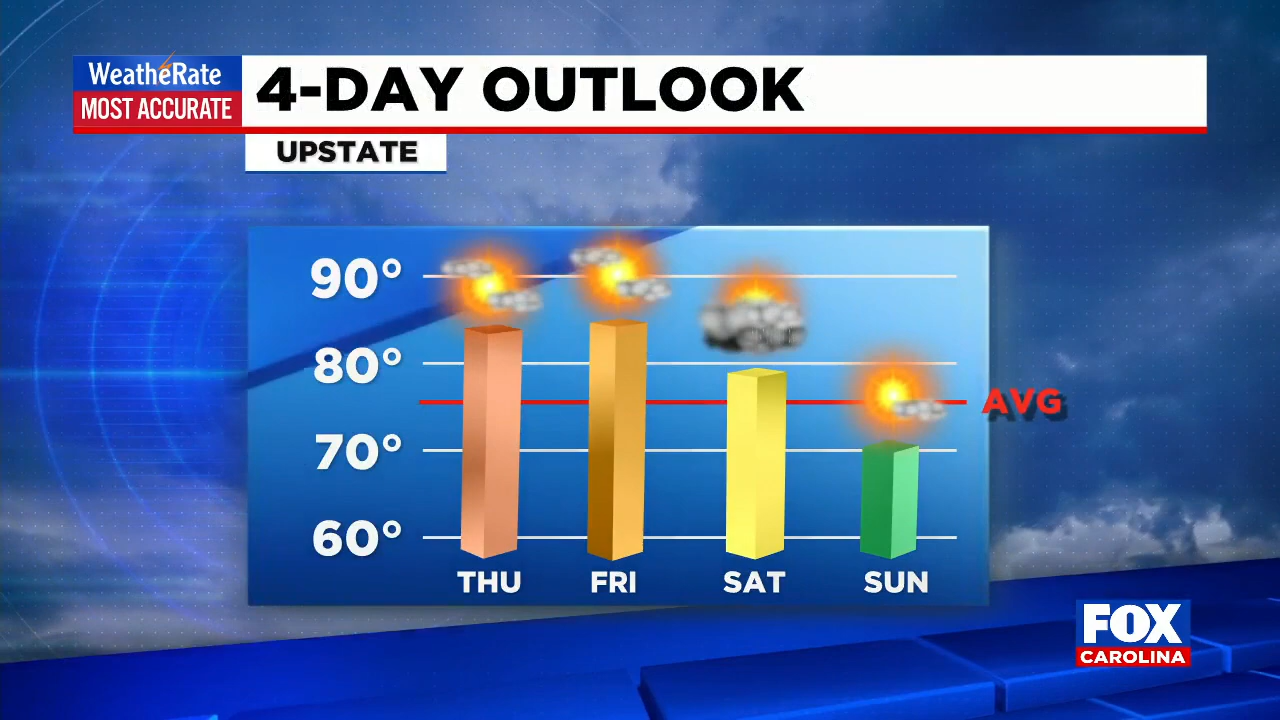 WeatheRate
MOST ACCURATE
4-DAY OUTLOOK
UPSTATE
90°
80°
AVG
70°
60°
THU FRI SAT SUN
FOX
CAROLINA